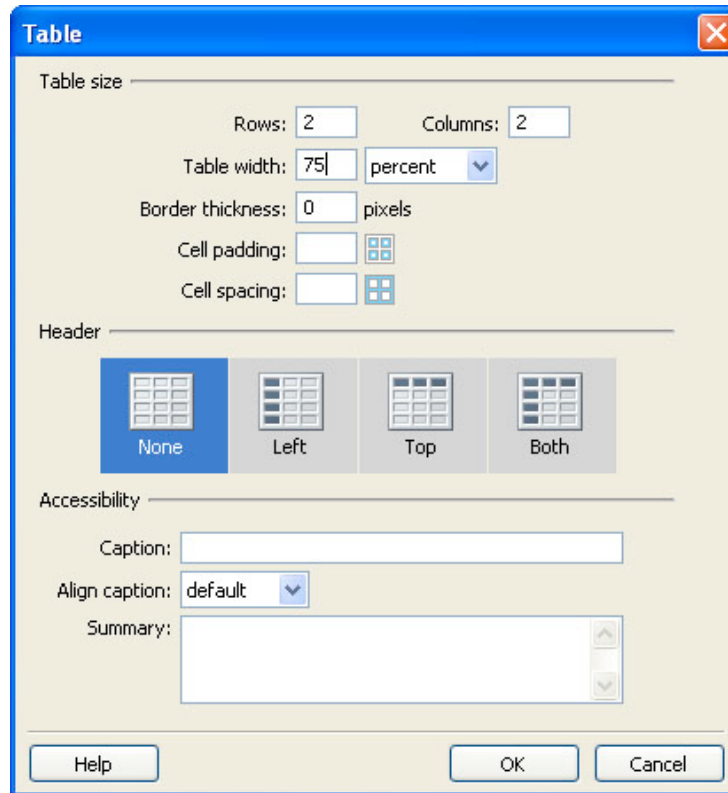 Table
Table size
Rows: 2 Columns: 2
Table width: 75 percent
Border thickness: 0 pixels
Cell padding:
Cell spacing:
Header
None Left Top Both
Accessibility
Caption:
Align caption: default
Summary:
Help OK Cancel